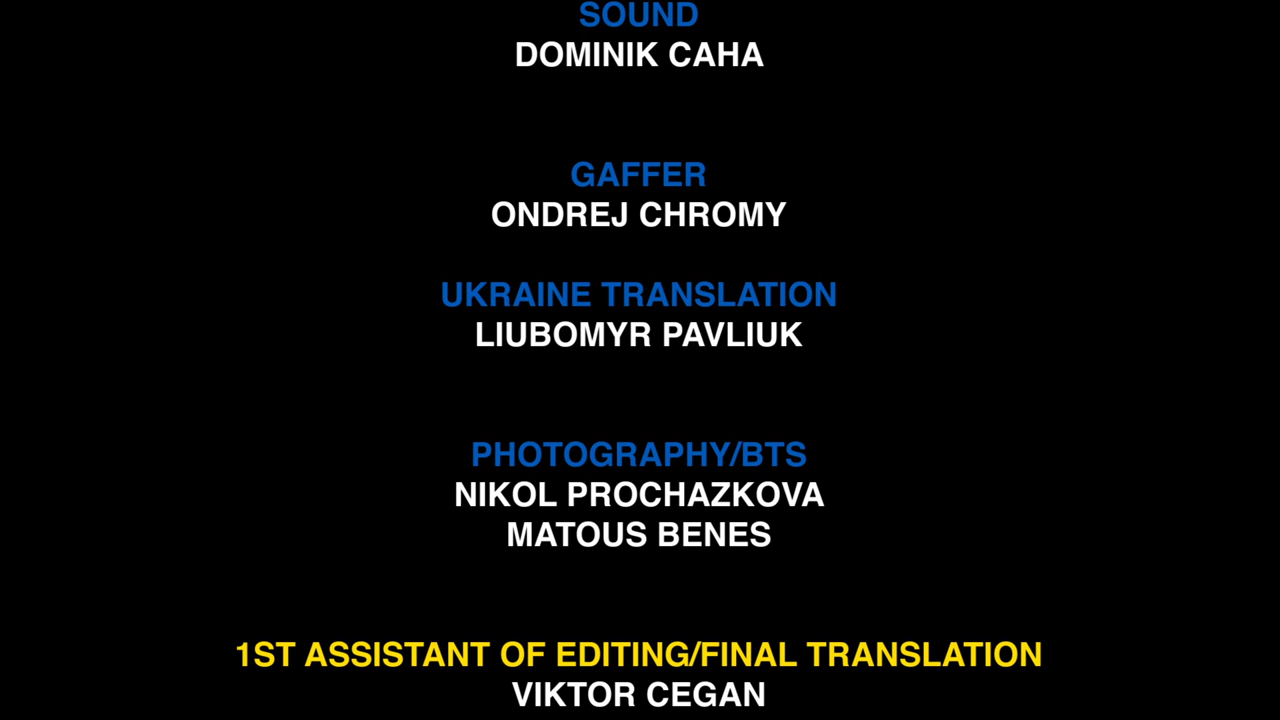 SOUND
DOMINIK CAHA
GAFFER
ONDREJ CHROMY
UKRAINE TRANSLATION
LIUBOMYR PAVLIUK
PHOTOGRAPHY/BTS
NIKOL PROCHAZKOVA
MATOUS BENES
1ST ASSISTANT OF EDITING/FINAL TRANSLATION
VIKTOR CEGAN